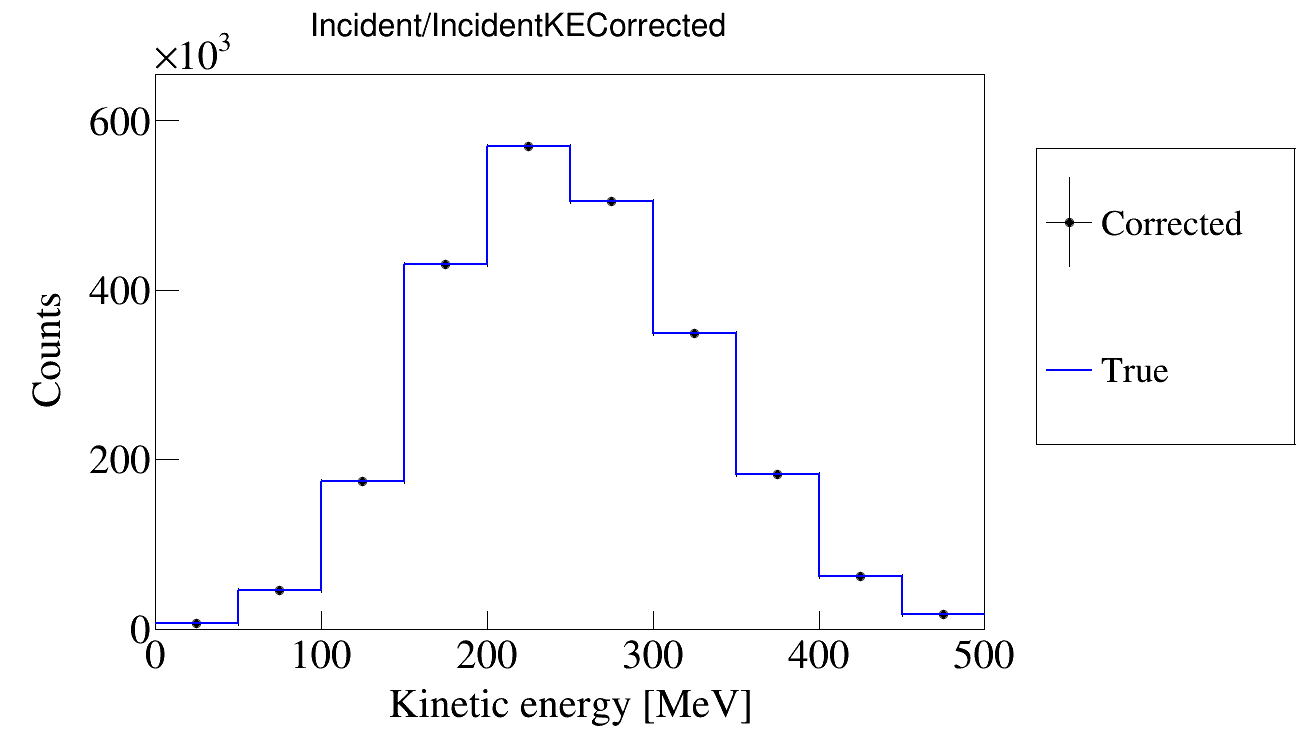 Incident/IncidentKECorrected
×10³
600
400
200
0
Counts
0 100 200 300 400 500
Kinetic energy [MeV]
Corrected
True